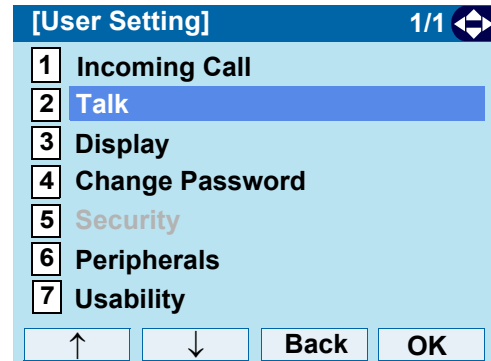 [User Setting] 1/1
1 Incoming Call
2 Talk
3 Display
4 Change Password
5 Security
6 Peripherals
7 Usability
↑ ↓ Back OK